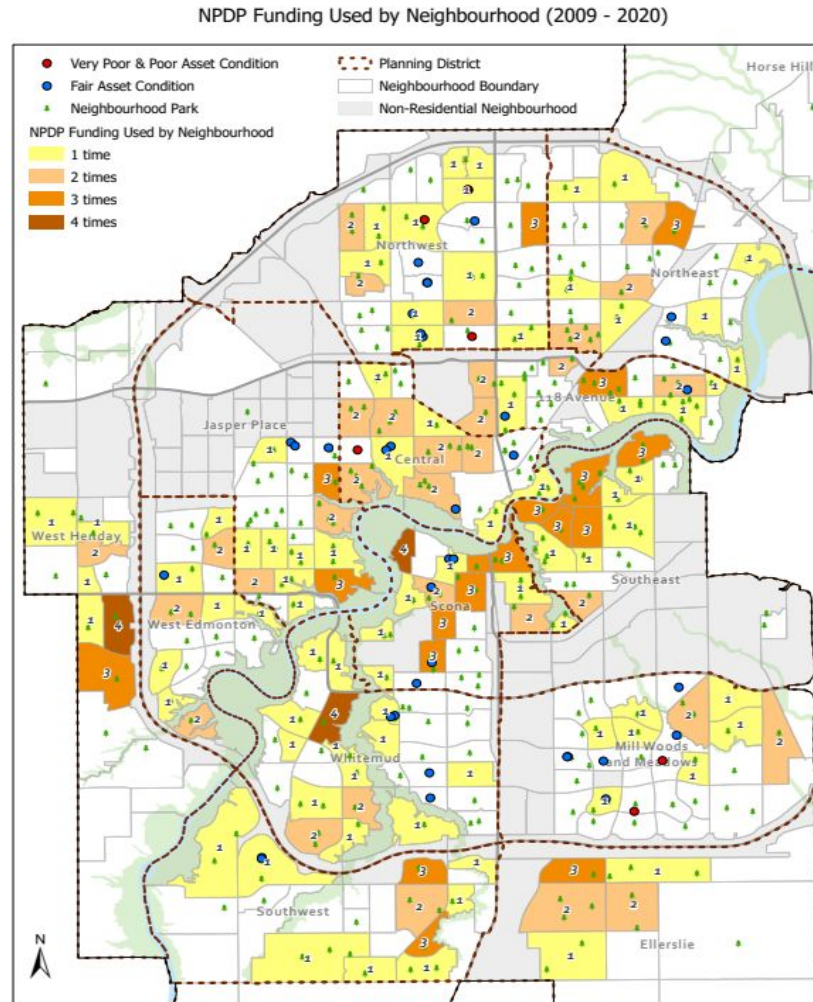 NPDP Funding Used by Neighbourhood (2009 - 2020)
Very Poor & Poor Asset Condition
Fair Asset Condition
Neighbourhood Park
NPDP Funding Used by Neighbourhood
1 time
2 times
3 times
4 times
Planning District
Neighbourhood Boundary
Non-Residential Neighbourhood
Horse Hill
Northwest
Northeast
118 Avenue
Jasper Place
Central
West Henday
Southeast
Scona
West Edmonton
Whitemud
Mill Woods
and Meadows
Southwest
Ellerslie
N